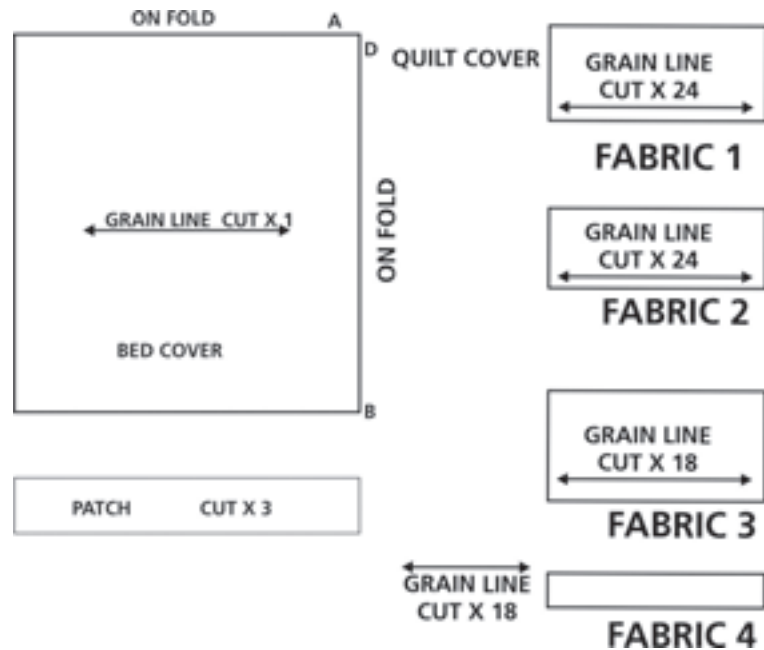 ON FOLD
A
D
ON FOLD
GRAIN LINE CUT X 1
BED COVER
B
PATCH CUT X 3
QUILT COVER
GRAIN LINE
CUT X 24
FABRIC 1
GRAIN LINE
CUT X 24
FABRIC 2
GRAIN LINE
CUT X 18
FABRIC 3
GRAIN LINE
CUT X 18
FABRIC 4